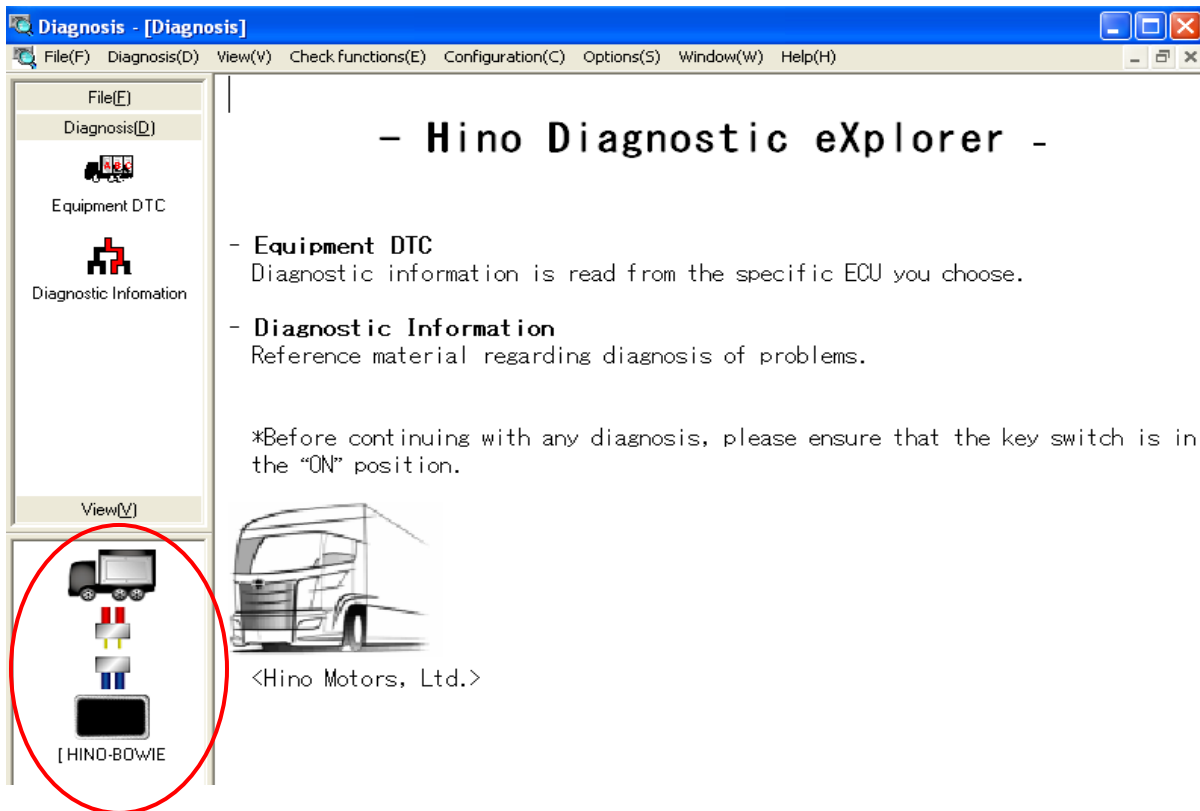 Diagnosis - [Diagnosis]
File(F) Diagnosis(D) View(V) Check functions(E) Configuration(C) Options(S) Window(W) Help(H)
File(F)
Diagnosis(D)
ABC
Equipment DTC
Diagnostic Infomation
View(V)
[ HINO-BOWIE
- Hino Diagnostic eXplorer -
- Equipment DTC
Diagnostic information is read from the specific ECU you choose.
- Diagnostic Information
Reference material regarding diagnosis of problems.
*Before continuing with any diagnosis, please ensure that the key switch is in
the “ON” position.
<Hino Motors, Ltd.>